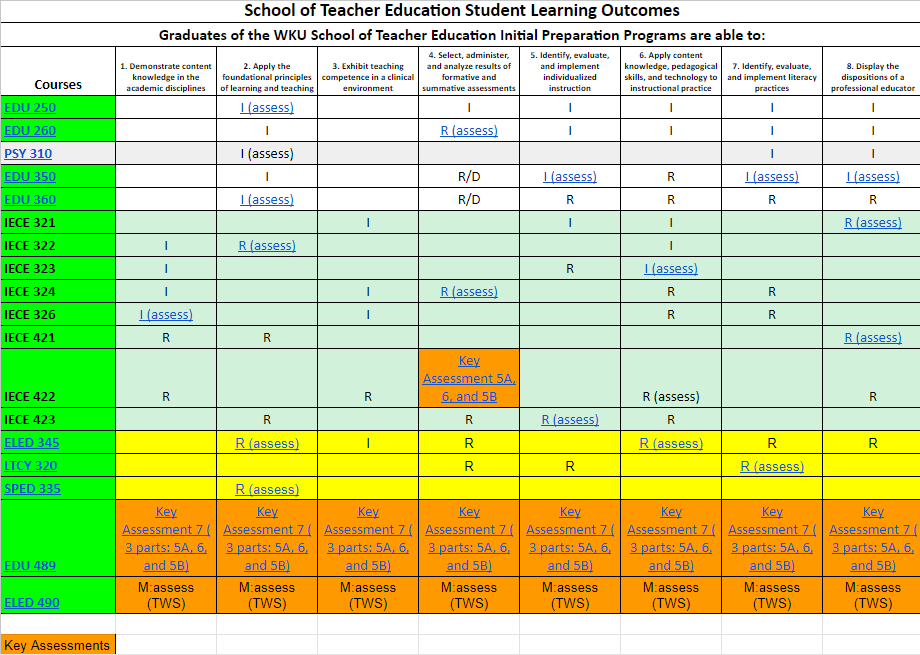 School of Teacher Education Student Learning Outcomes
Graduates of the WKU School of Teacher Education Initial Preparation Programs are able to:
Courses 1. Demonstrate content knowledge in the academic disciplines 2. Apply the foundational principles of learning and teaching 3. Exhibit teaching competence in a clinical environment 4. Select, administer, and analyze results of formative and summative assessments 5. Identify, evaluate, and implement individualized instruction 6. Apply content knowledge, pedagogical skills, and technology to instructional practice 7. Identify, evaluate, and implement literacy practices 8. Display the dispositions of a professional educator
EDU 250 I (assess) I I I I I
EDU 260 I R (assess) I I I I
PSY 310 I (assess) I I
EDU 350 I R/D I (assess) R I (assess) I (assess)
EDU 360 I (assess) R/D R R R R
IECE 321 I I I R (assess)
IECE 322 I R (assess) I
IECE 323 I R I (assess)
IECE 324 I I R (assess) R R
IECE 326 I (assess) I R R
IECE 421 R R R (assess)
IECE 422 R R Key Assessment 5A, 6, and 5B R (assess) R
IECE 423 R R R (assess) R
ELED 345 R (assess) I R R (assess) R R
LTCY 320 R R R (assess)
SPED 335 R (assess)
EDU 489 Key Assessment 7 ( 3 parts: 5A, 6, and 5B) Key Assessment 7 ( 3 parts: 5A, 6, and 5B) Key Assessment 7 ( 3 parts: 5A, 6, and 5B) Key Assessment 7 ( 3 parts: 5A, 6, and 5B) Key Assessment 7 ( 3 parts: 5A, 6, and 5B) Key Assessment 7 ( 3 parts: 5A, 6, and 5B) Key Assessment 7 ( 3 parts: 5A, 6, and 5B) Key Assessment 7 ( 3 parts: 5A, 6, and 5B)
ELED 490 M:assess (TWS) M:assess (TWS) M:assess (TWS) M:assess (TWS) M:assess (TWS) M:assess (TWS) M:assess (TWS) M:assess (TWS)
Key Assessments